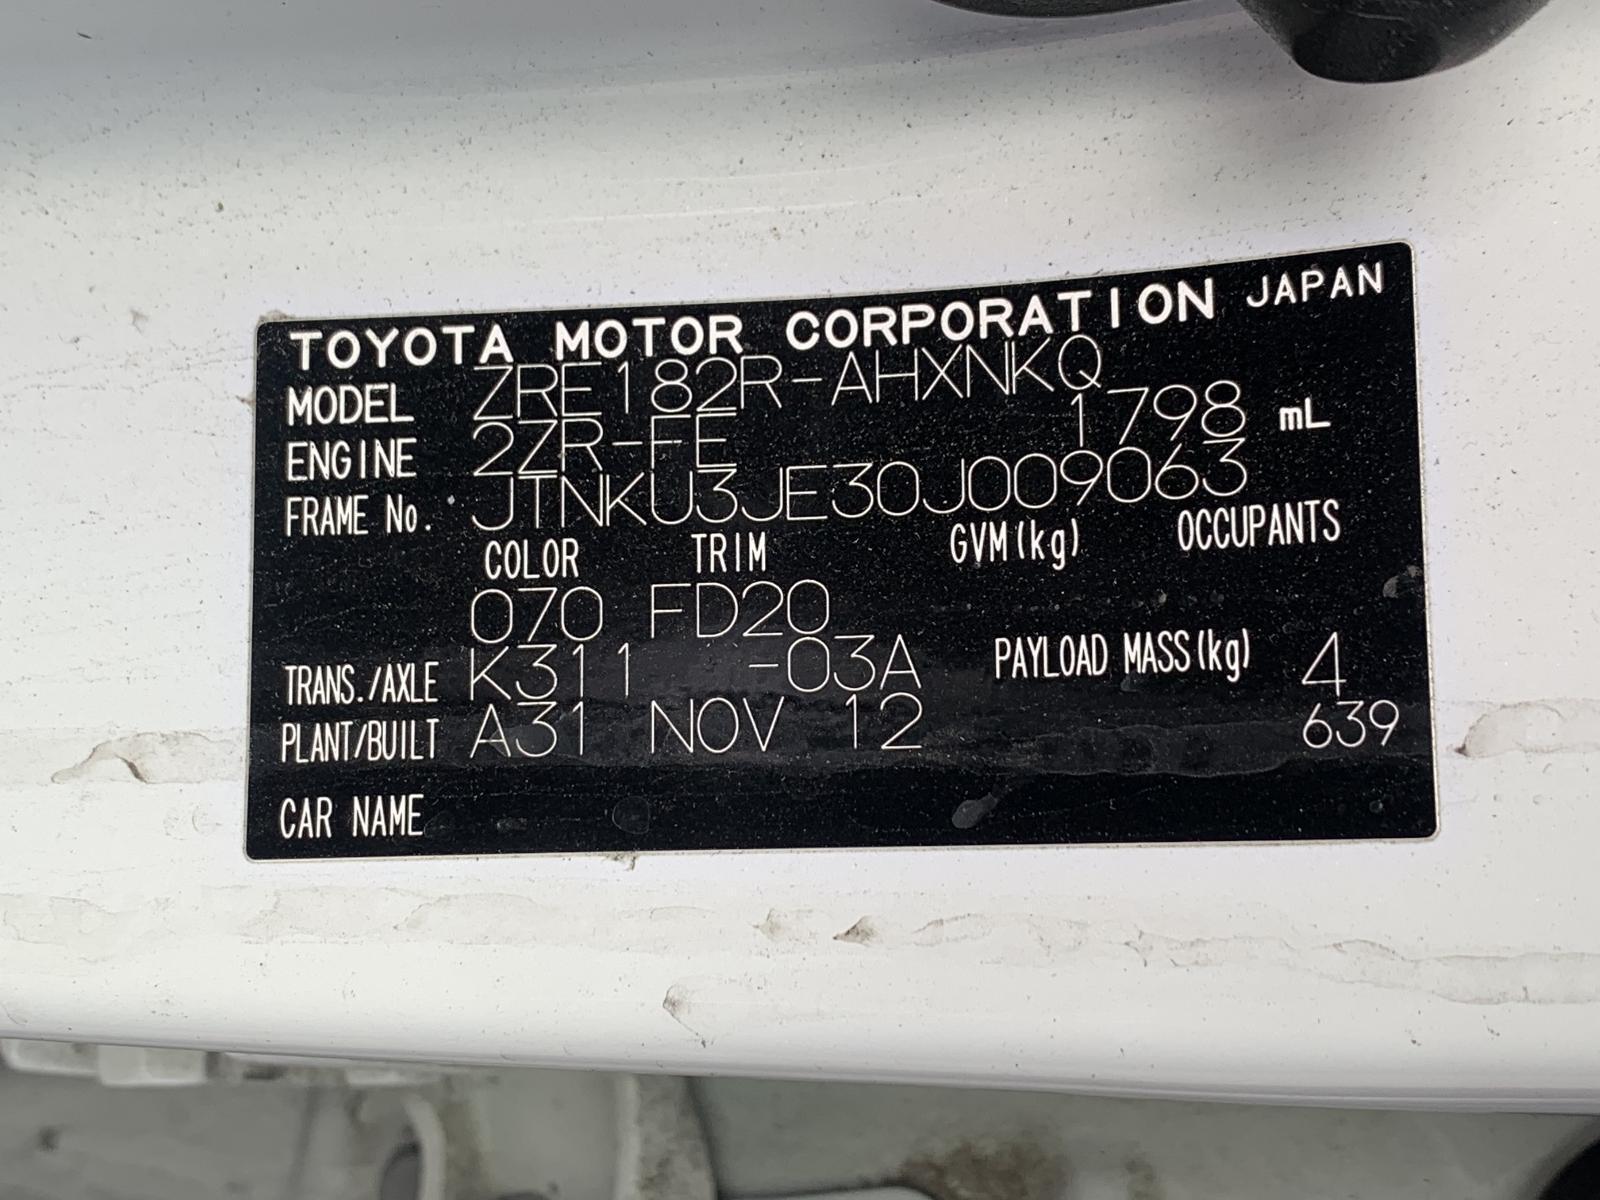 TOYOTA MOTOR CORPORATION JAPAN
MODEL ZRE182R-AHXNKQ
ENGINE 2ZR-FE 1798 mL
FRAME No. JTNKU3JE30J009063
COLOR TRIM GVM(kg) OCCUPANTS
070 FD20
TRANS./AXLE K311 -03A PAYLOAD MASS(kg) 4
PLANT/BUILT A31 NOV 12 639
CAR NAME